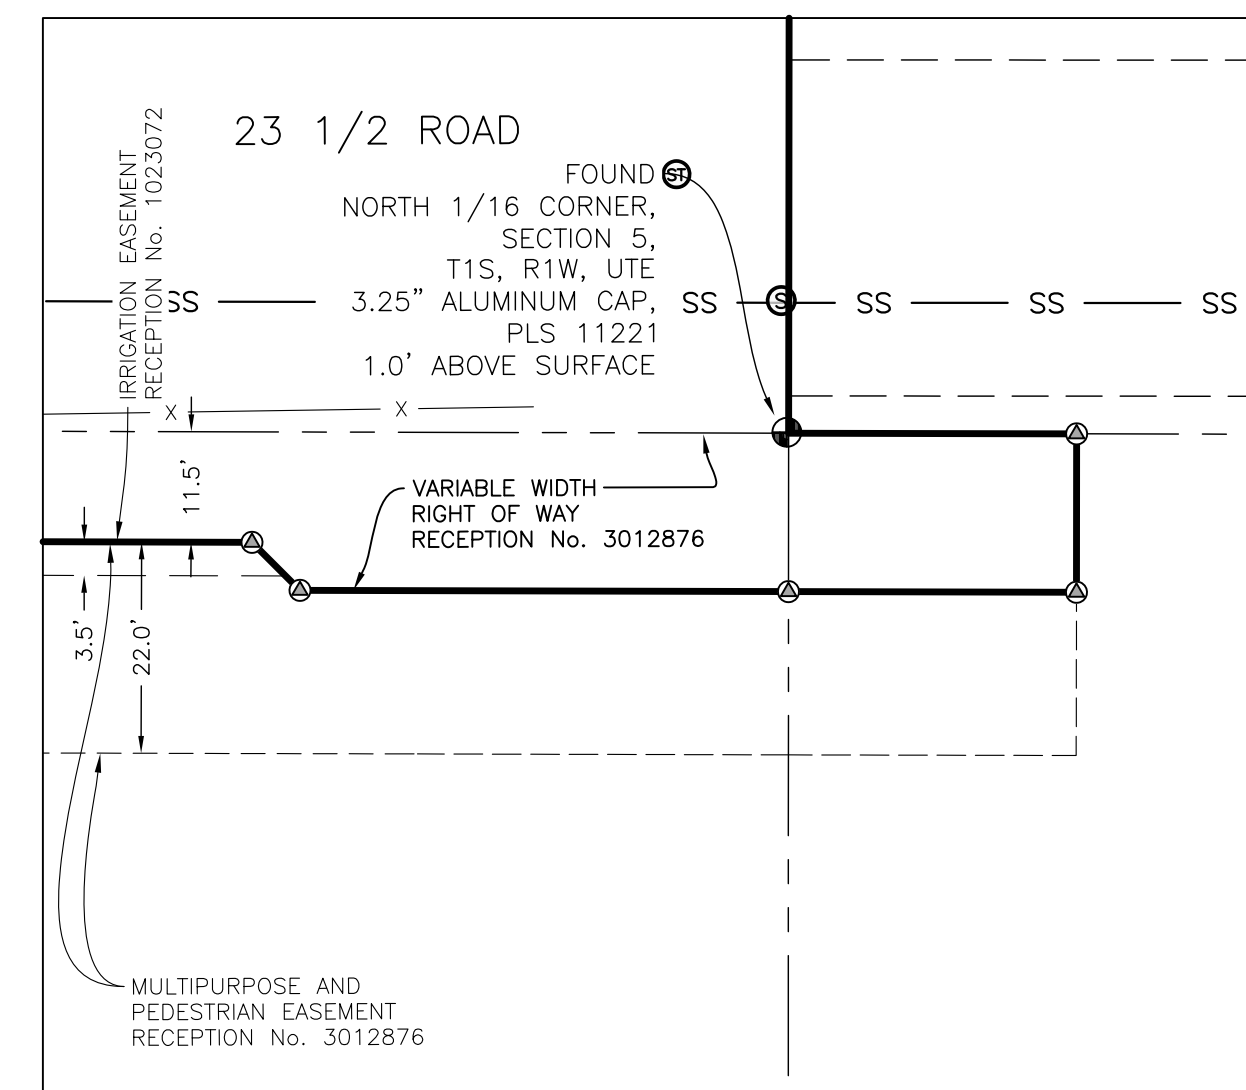 23 1/2 ROAD
IRRIGATION EASEMENT
RECEPTION No. 1023072
FOUND
ST
NORTH 1/16 CORNER,
SECTION 5,
T1S, R1W, UTE
3.25" ALUMINUM CAP,
PLS 11221
1.0' ABOVE SURFACE
SS
SS
S
SS
SS
SS
X
X
11.5'
VARIABLE WIDTH
RIGHT OF WAY
RECEPTION No. 3012876
3.5'
22.0'
MULTIPURPOSE AND
PEDESTRIAN EASEMENT
RECEPTION No. 3012876